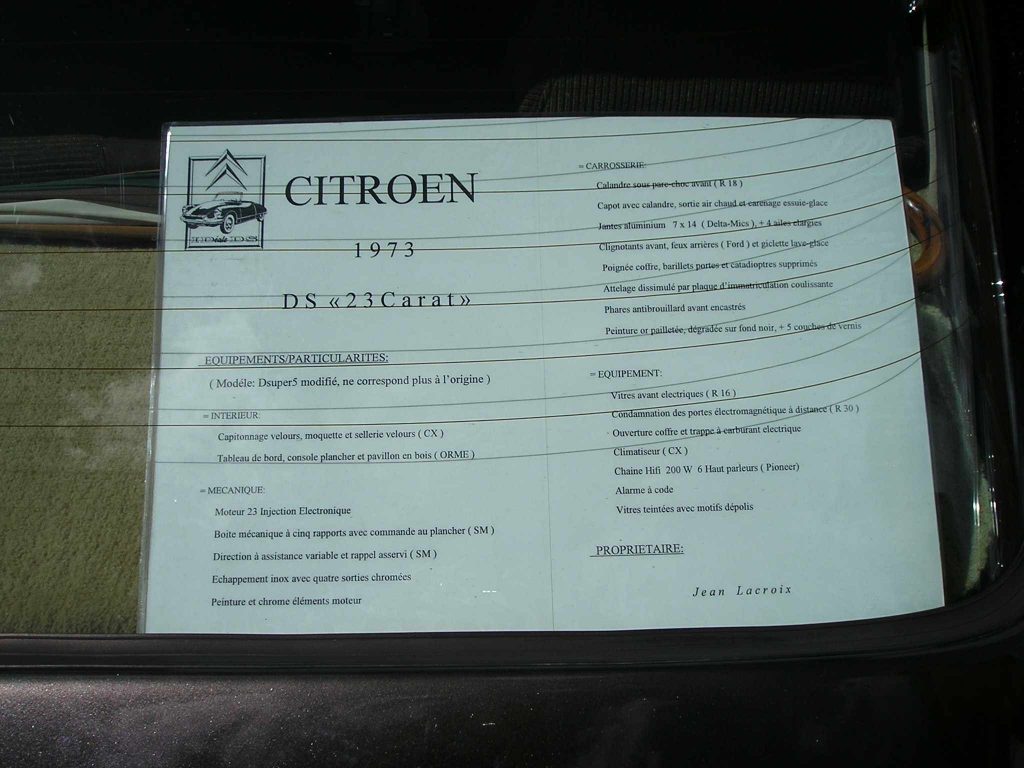 IDéale DS
CITROEN
1973
DS «23Carat»
EQUIPEMENTS/PARTICULARITES:
( Modéle: Dsuper5 modifié, ne correspond plus à l'origine )
= INTERIEUR:
Capitonnage velours, moquette et sellerie velours ( CX )
Tableau de bord, console plancher et pavillon en bois ( ORME )
= MECANIQUE:
Moteur 23 Injection Electronique
Boite mécanique à cinq rapports avec commande au plancher ( SM )
Direction à assistance variable et rappel asservi ( SM )
Echappement inox avec quatre sorties chromées
Peinture et chrome éléments moteur
= CARROSSERIE:
Calandre sous pare-choc avant ( R 18 )
Capot avec calandre, sortie air chaud et carenage essuie-glace
Jantes aluminium 7 x 14 ( Delta-Mics ), + 4 ailes élargies
Clignotants avant, feux arrières ( Ford ) et giclette lave-glace
Poignée coffre, barillets portes et catadioptres supprimés
Attelage dissimulé par plaque d'immatriculation coulissante
Phares antibrouillard avant encastrés
Peinture or pailletée, dégradée sur fond noir, + 5 couches de vernis
= EQUIPEMENT:
Vitres avant electriques ( R 16 )
Condamnation des portes électromagnétique à distance ( R 30 )
Ouverture coffre et trappe à carburant electrique
Climatiseur ( CX )
Chaine Hifi 200 W 6 Haut parleurs ( Pioneer)
Alarme à code
Vitres teintées avec motifs dépolis
PROPRIETAIRE:
Jean Lacroix